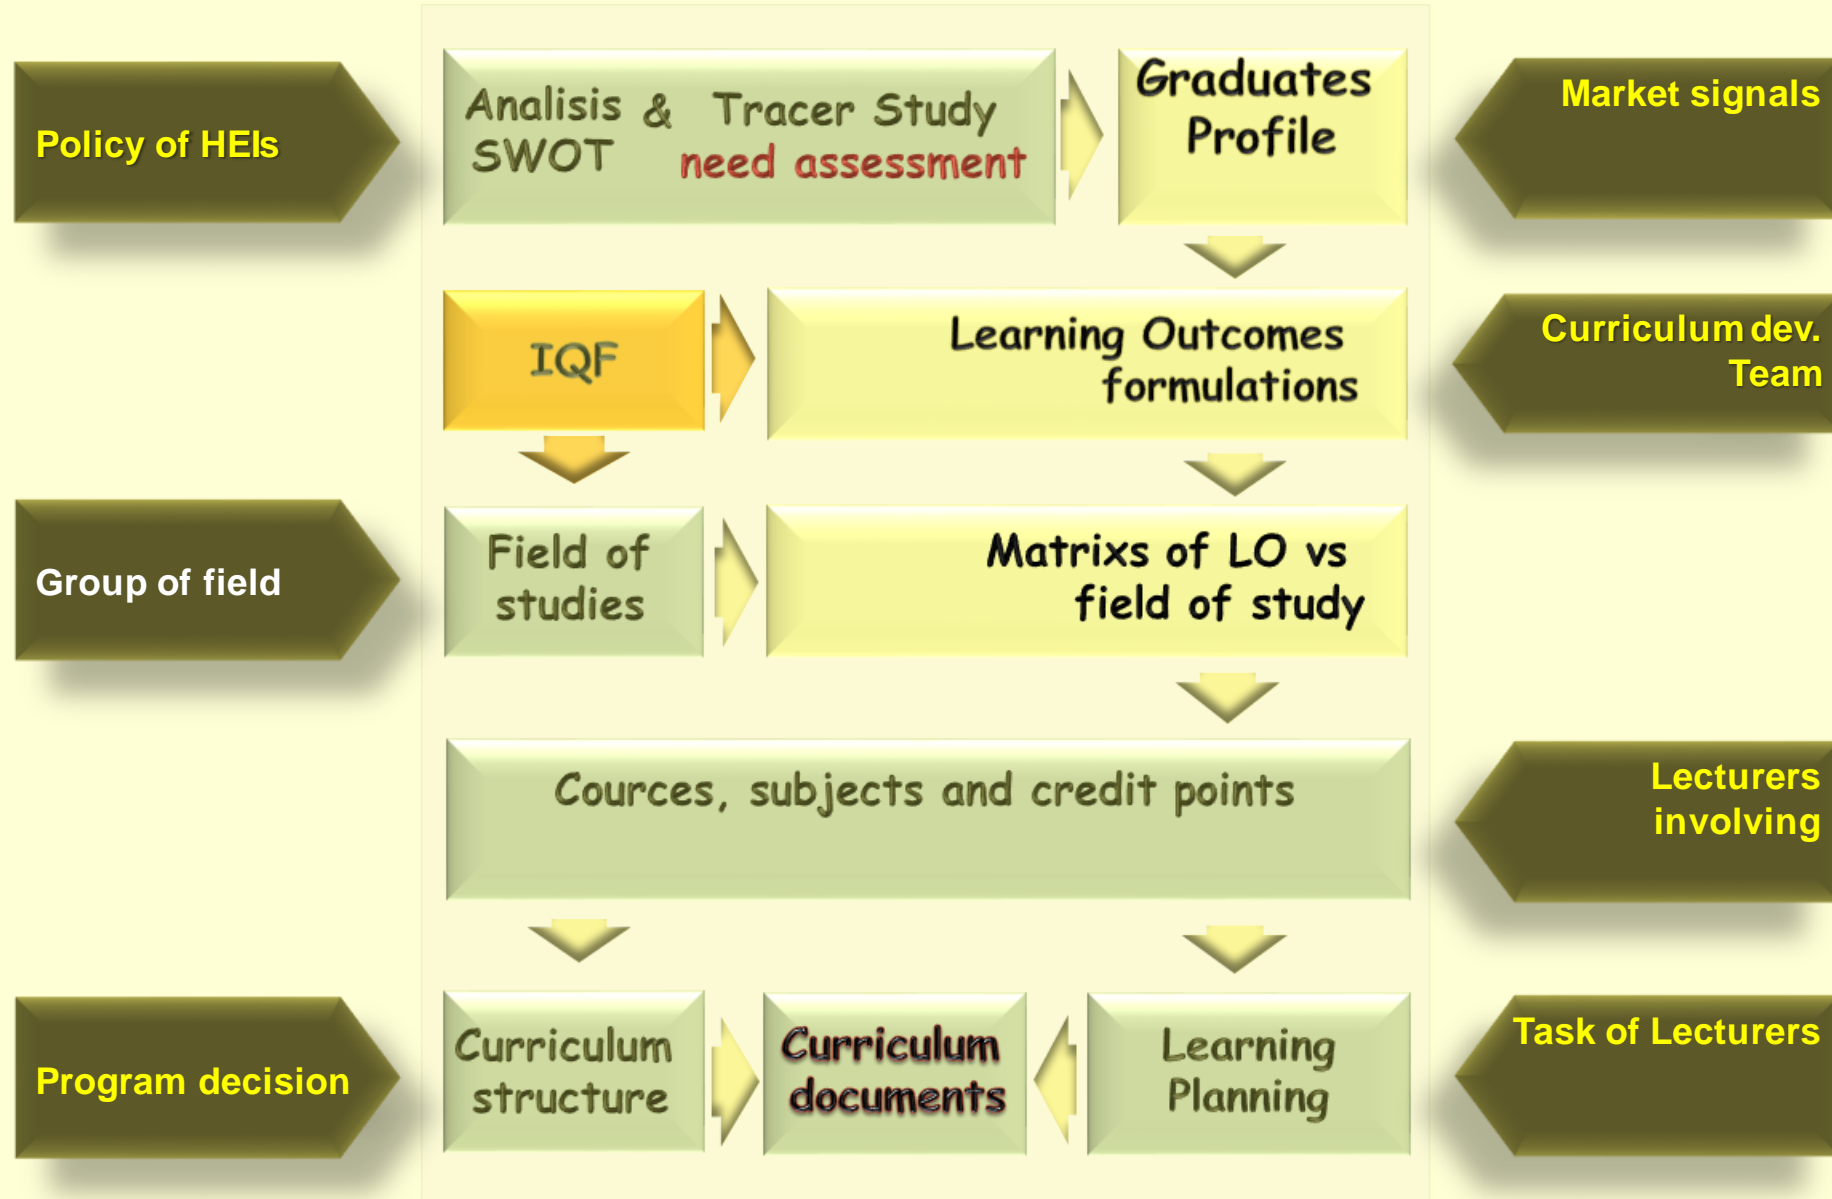 Policy of HEIs
Analisis & Tracer Study
SWOT need assessment
Graduates
Profile
Market signals
IQF
Learning Outcomes
formulations
Curriculum dev.
Team
Group of field
Field of
studies
Matrixs of LO vs
field of study
Cources, subjects and credit points
Lecturers
involving
Program decision
Curriculum
structure
Curriculum
documents
Learning
Planning
Task of Lecturers